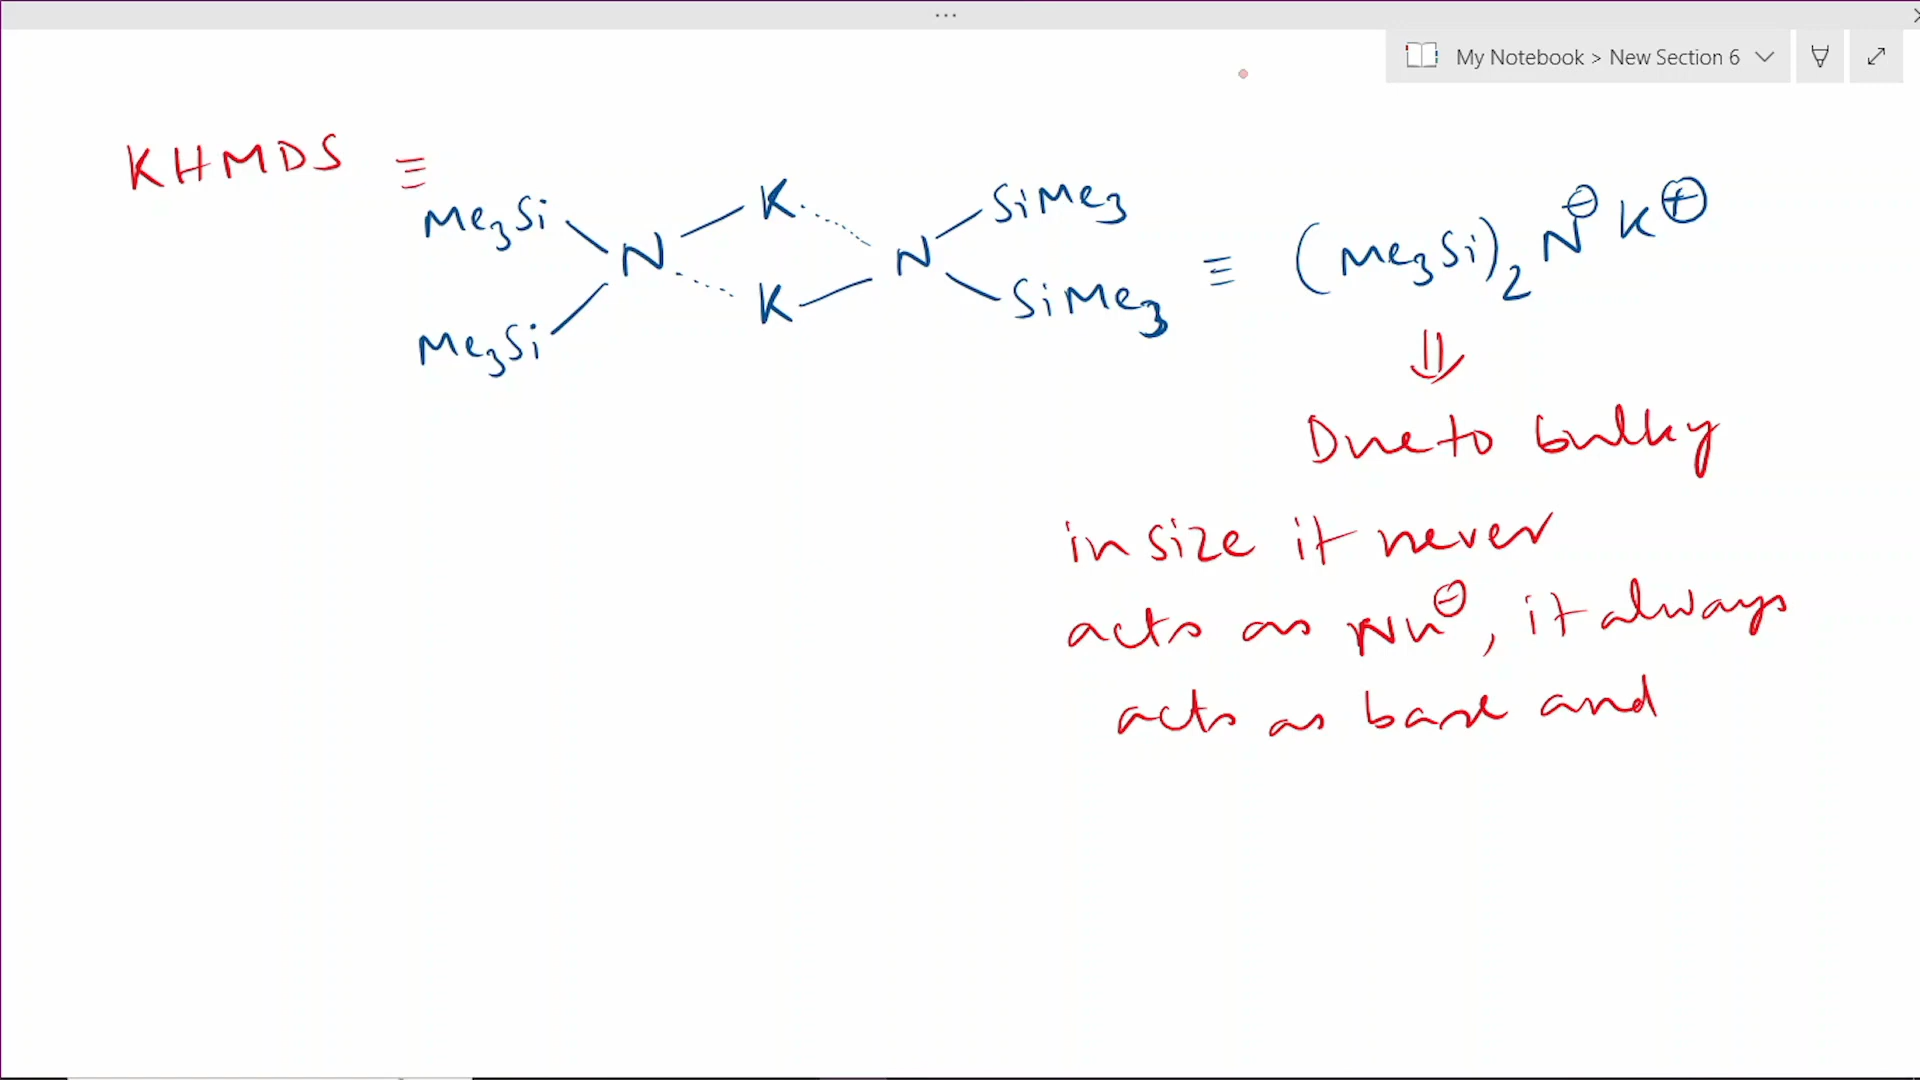 ...
My Notebook > New Section 6
KHMDS ≡
Me₃Si N K N SiMe₃
Me₃Si K SiMe₃
≡ (Me₃Si)₂ N⊖ K⊕
⇓
Due to bulky
in size it never
acts as Nu⊖, it always
acts as base and